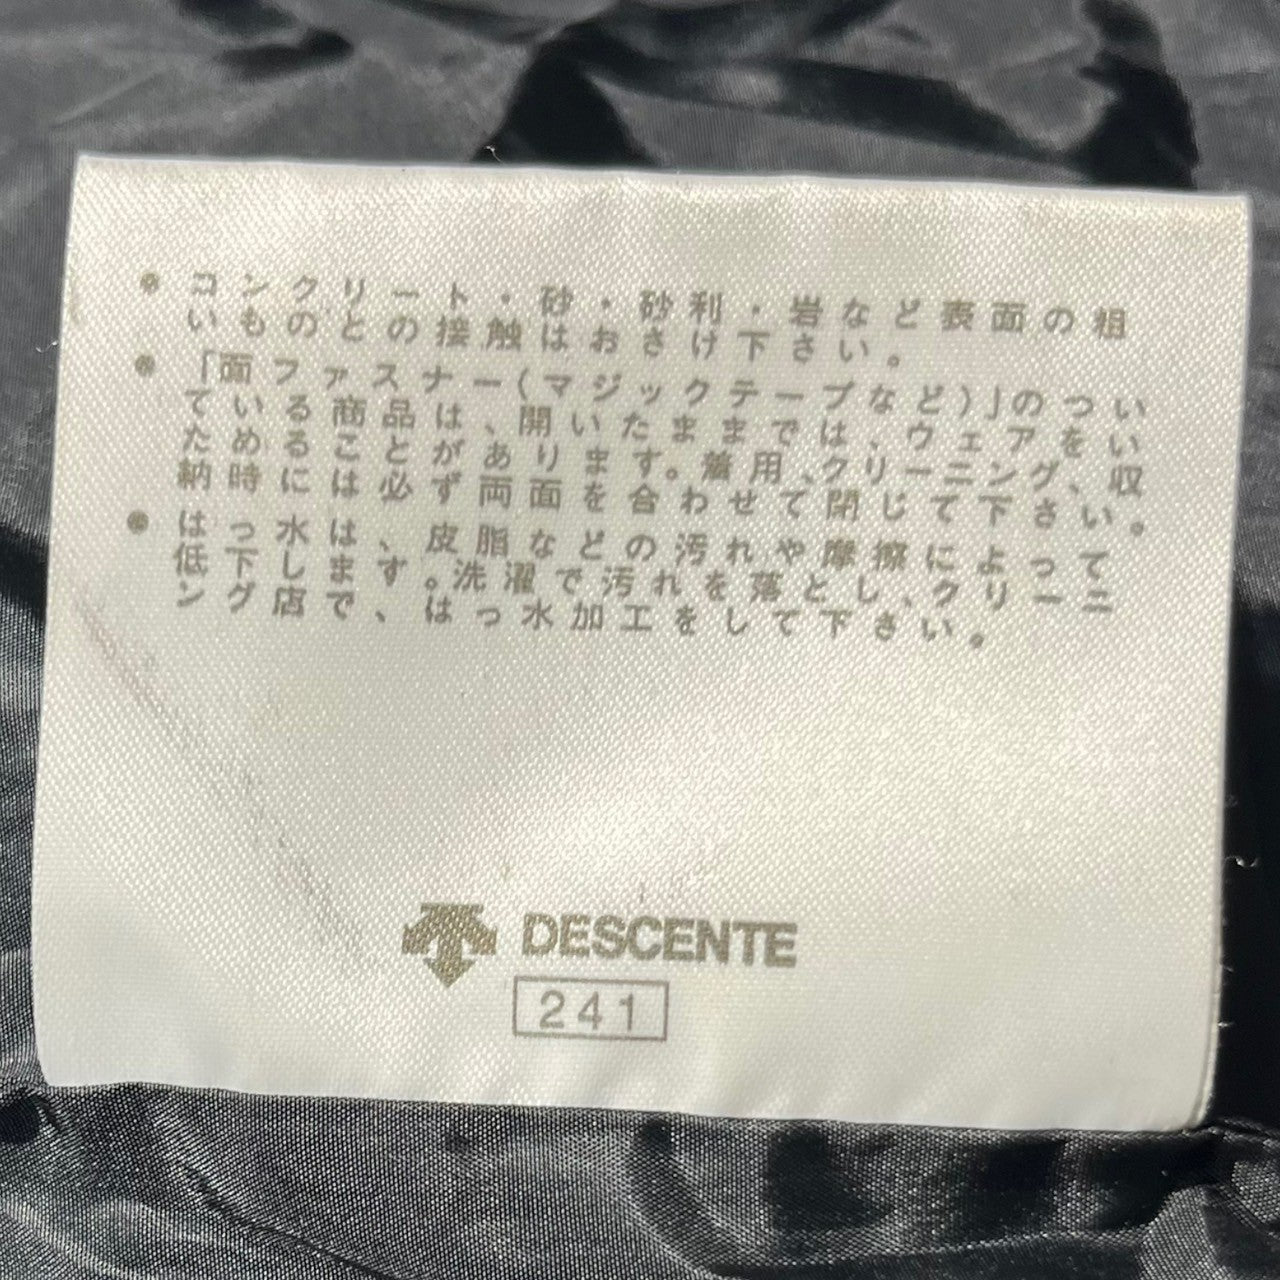 ● コンクリート・砂・砂利・岩など表面の粗
いものとの接触はおさけ下さい。
● 「面ファスナー(マジックテープなど)」のつい
ている商品は、開いたままでは、ウェアをい
ためることがあります。着用、クリーニング、収
納時には必ず両面を合わせて閉じて下さい。
● はっ水は、皮脂などの汚れや摩擦によって
低下します。洗濯で汚れを落とし、クリーニ
ング店で、はっ水加工をして下さい。
DESCENTE
241